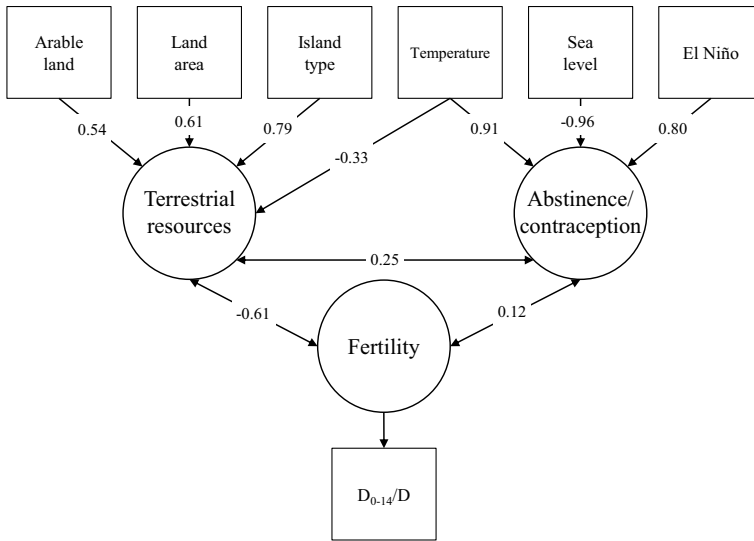 Arable
land
Land
area
Island
type
Temperature
Sea
level
El Niño
0.54
0.61
0.79
-0.33
0.91
-0.96
0.80
Terrestrial
resources
Abstinence/
contraception
0.25
-0.61
0.12
Fertility
D₀₋₁₄/D